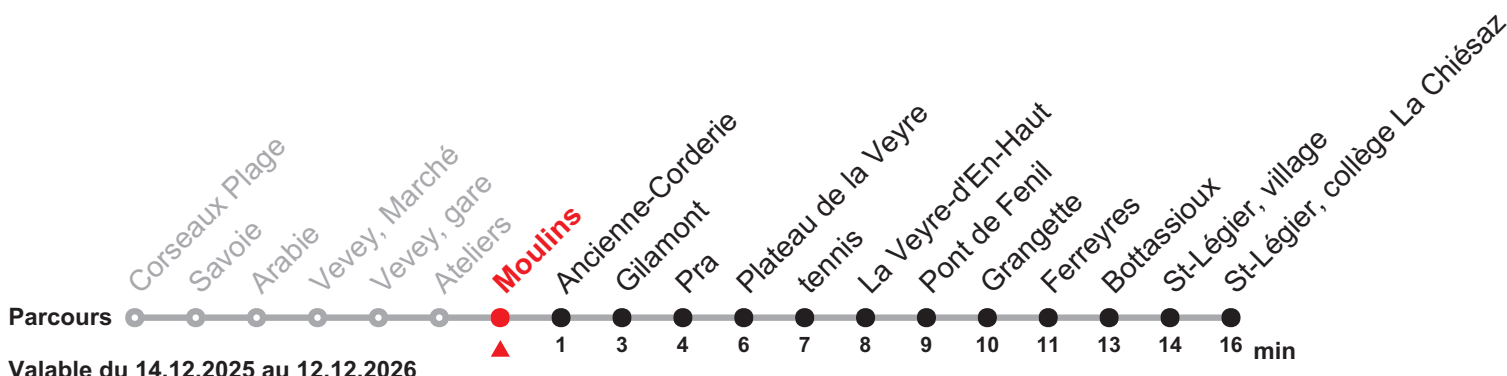 Corseaux Plage
Savoie
Arabie
Vevey, Marché
Vevey, gare
Ateliers
Moulins
Ancienne-Corderie
Gilamont
Pra
Plateau de la Veyre
tennis
La Veyre-d'En-Haut
Pont de Fenil
Grangette
Ferreyres
Bottassioux
St-Légier, village
St-Légier, collège La Chiésaz
Parcours
1 3 4 6 7 8 9 10 11 13 14 16 min
Valable du 14.12.2025 au 12.12.2026